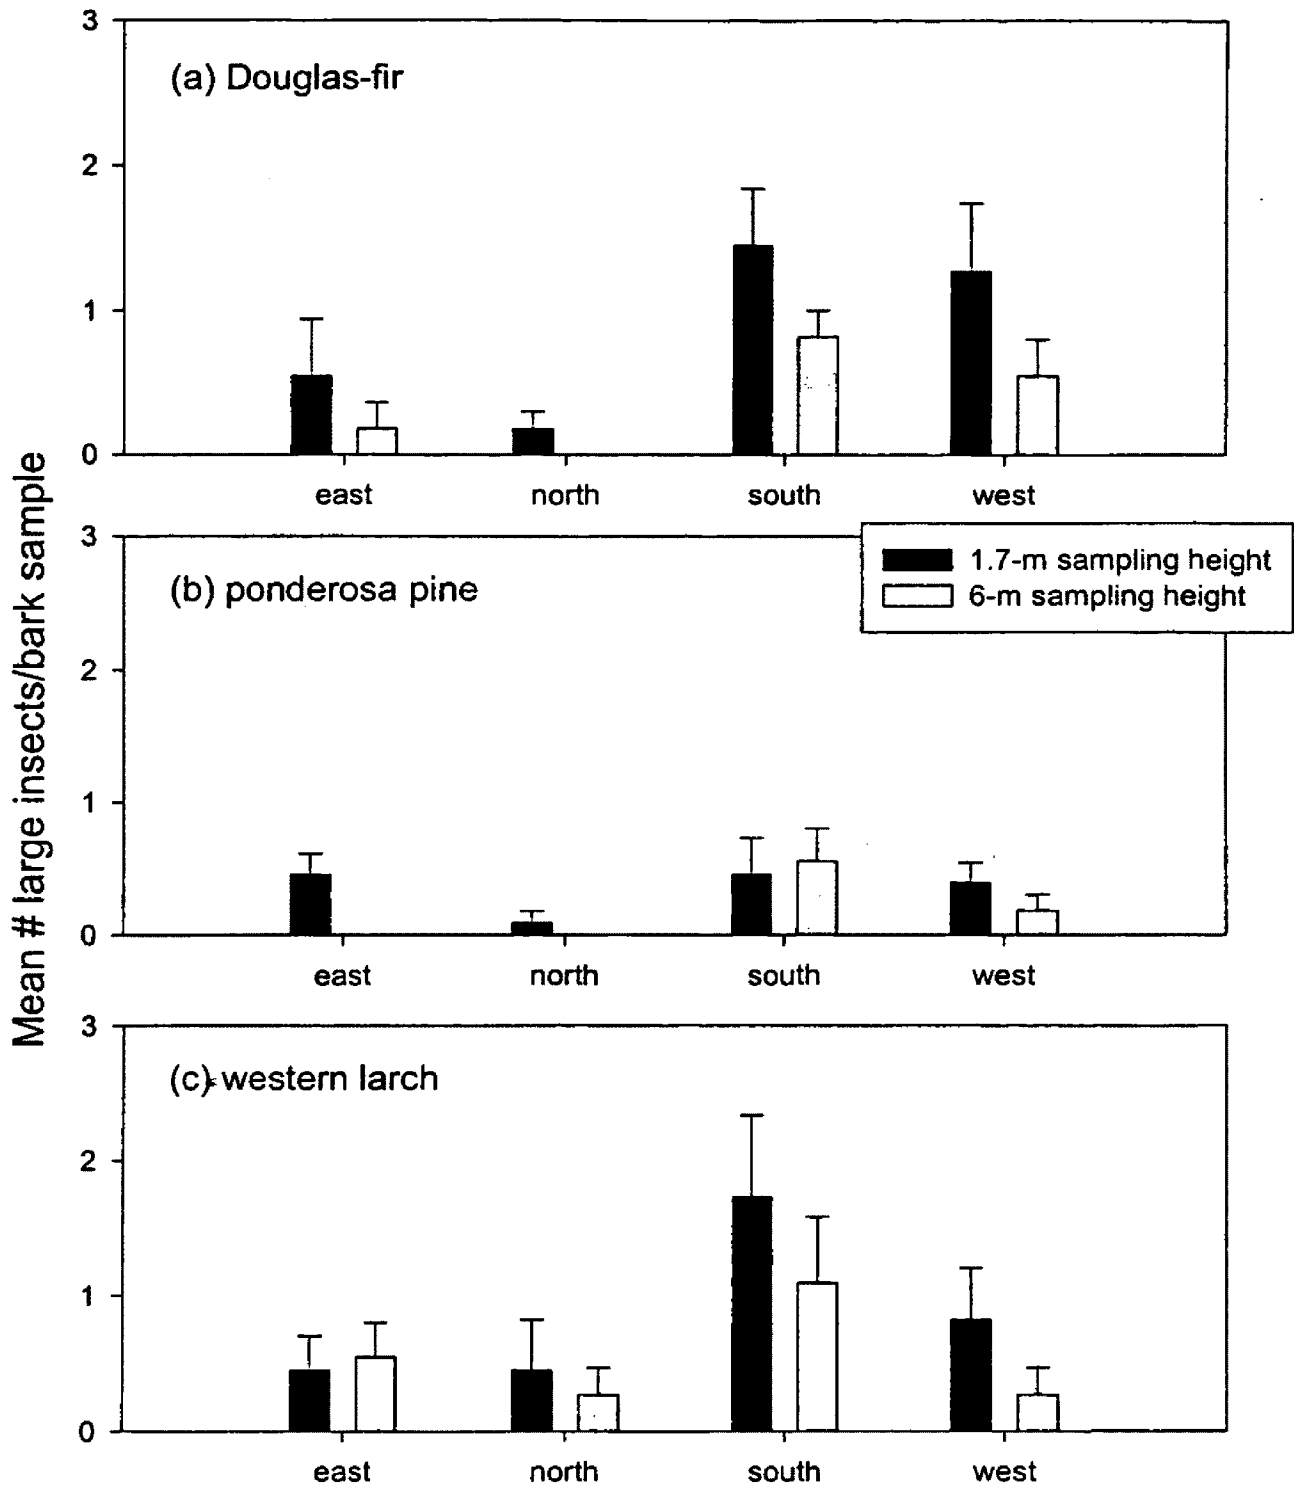 Mean # large insects/bark sample
3
(a) Douglas-fir
2
1
0
east north south west
3
1.7-m sampling height
(b) ponderosa pine
6-m sampling height
2
1
0
east north south west
3
(c) western larch
2
1
0
east north south west